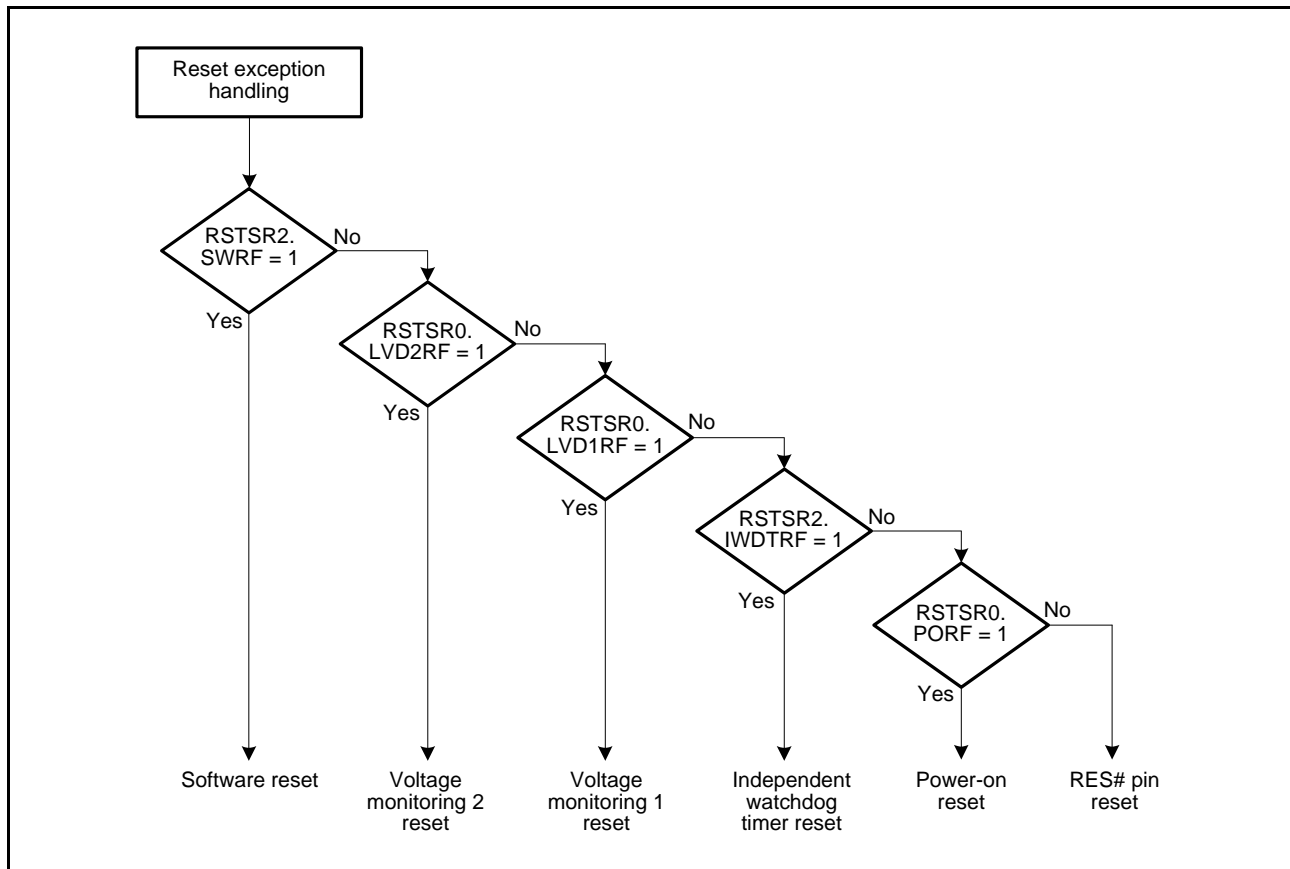 Reset exception
handling
RSTSR2.
SWRF = 1
No
Yes
RSTSR0.
LVD2RF = 1
No
Yes
RSTSR0.
LVD1RF = 1
No
Yes
RSTSR2.
IWDTRF = 1
No
Yes
RSTSR0.
PORF = 1
No
Yes
Software reset
Voltage
monitoring 2
reset
Voltage
monitoring 1
reset
Independent
watchdog
timer reset
Power-on
reset
RES# pin
reset